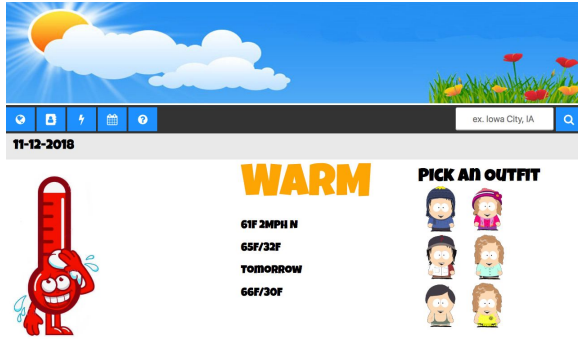 ex. Iowa City, IA
11-12-2018
WARM
PICK AN OUTFIT
61F 2MPH N
65F/32F
TOMORROW
66F/30F